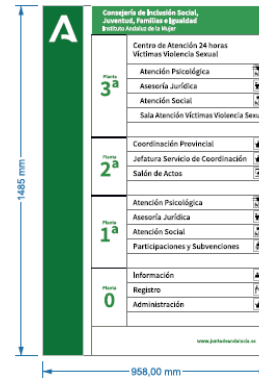 Consejería de Inclusión Social,
Juventud, Familias e Igualdad
Instituto Andaluz de la Mujer
Centro de Atención 24 horas
Víctimas Violencia Sexual
Planta
3ª
Atención Psicológica
Asesoría Jurídica
Atención Social
Sala Atención Víctimas Violencia Sexu
Planta
2ª
Coordinación Provincial
Jefatura Servicio de Coordinación
Salón de Actos
Planta
1ª
Atención Psicológica
Asesoría Jurídica
Atención Social
Participaciones y Subvenciones
Planta
0
Información
Registro
Administración
www.juntadeandalucia.es
1485 mm
958,00 mm